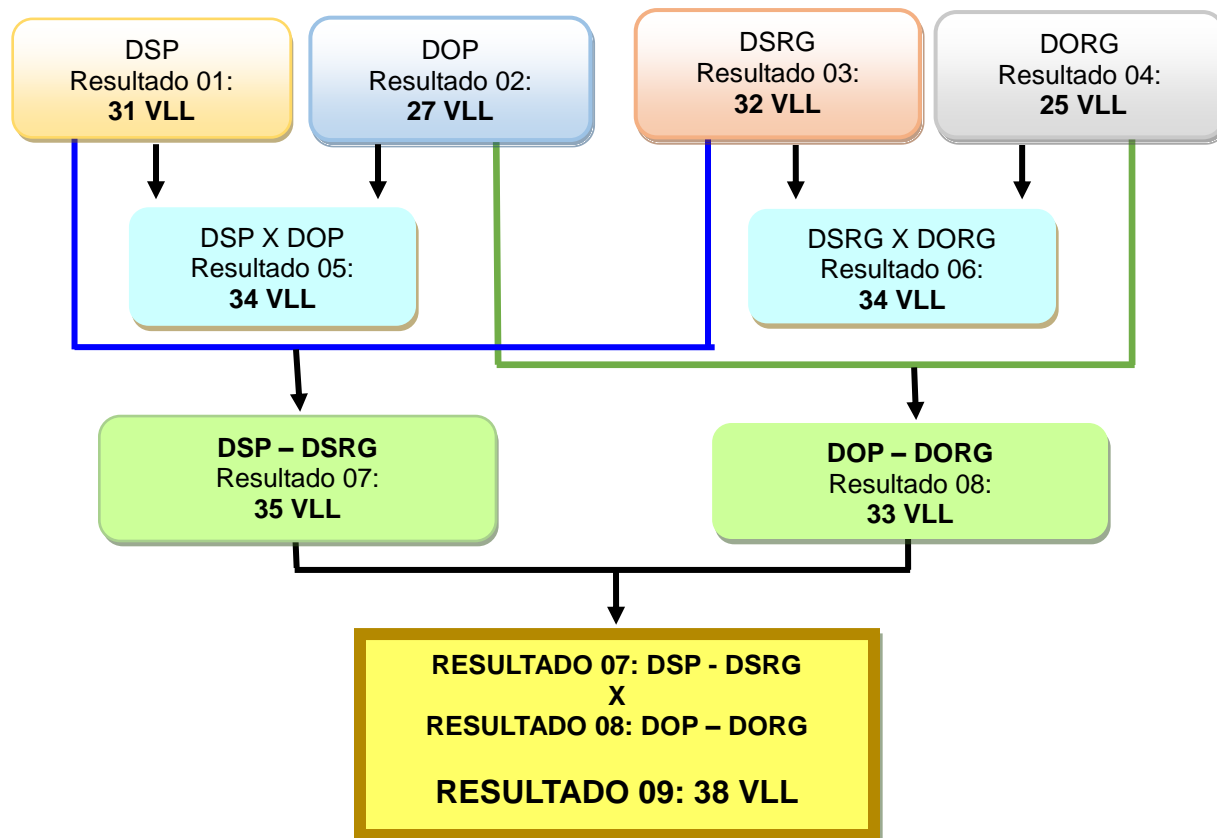 DSP
Resultado 01:
31 VLL
DOP
Resultado 02:
27 VLL
DSRG
Resultado 03:
32 VLL
DORG
Resultado 04:
25 VLL
DSP X DOP
Resultado 05:
34 VLL
DSRG X DORG
Resultado 06:
34 VLL
DSP – DSRG
Resultado 07:
35 VLL
DOP – DORG
Resultado 08:
33 VLL
RESULTADO 07: DSP - DSRG
X
RESULTADO 08: DOP – DORG
RESULTADO 09: 38 VLL